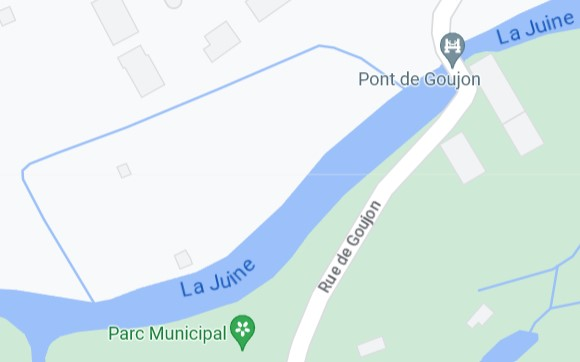 La Juine
Pont de Goujon
Rue de Goujon
La Juine
Parc Municipal